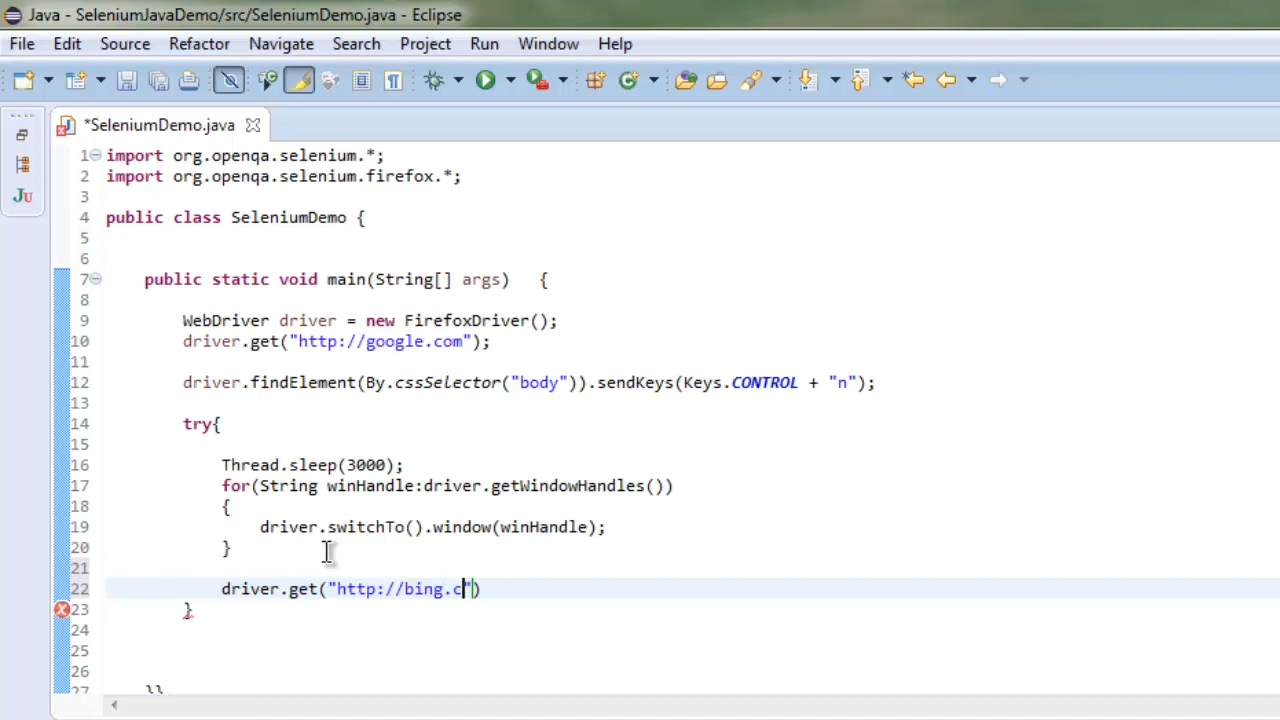 Java - SeleniumJavaDemo/src/SeleniumDemo.java - Eclipse
File Edit Source Refactor Navigate Search Project Run Window Help
*SeleniumDemo.java
1 import org.openqa.selenium.*;
2 import org.openqa.selenium.firefox.*;
3
4 public class SeleniumDemo {
5
6
7 public static void main(String[] args) {
8
9 WebDriver driver = new FirefoxDriver();
10 driver.get("http://google.com");
11
12 driver.findElement(By.cssSelector("body")).sendKeys(Keys.CONTROL + "n");
13
14 try{
15
16 Thread.sleep(3000);
17 for(String winHandle:driver.getWindowHandles())
18 {
19 driver.switchTo().window(winHandle);
20 }
21
22 driver.get("http://bing.c")
23 }
24
25
26
27 }}